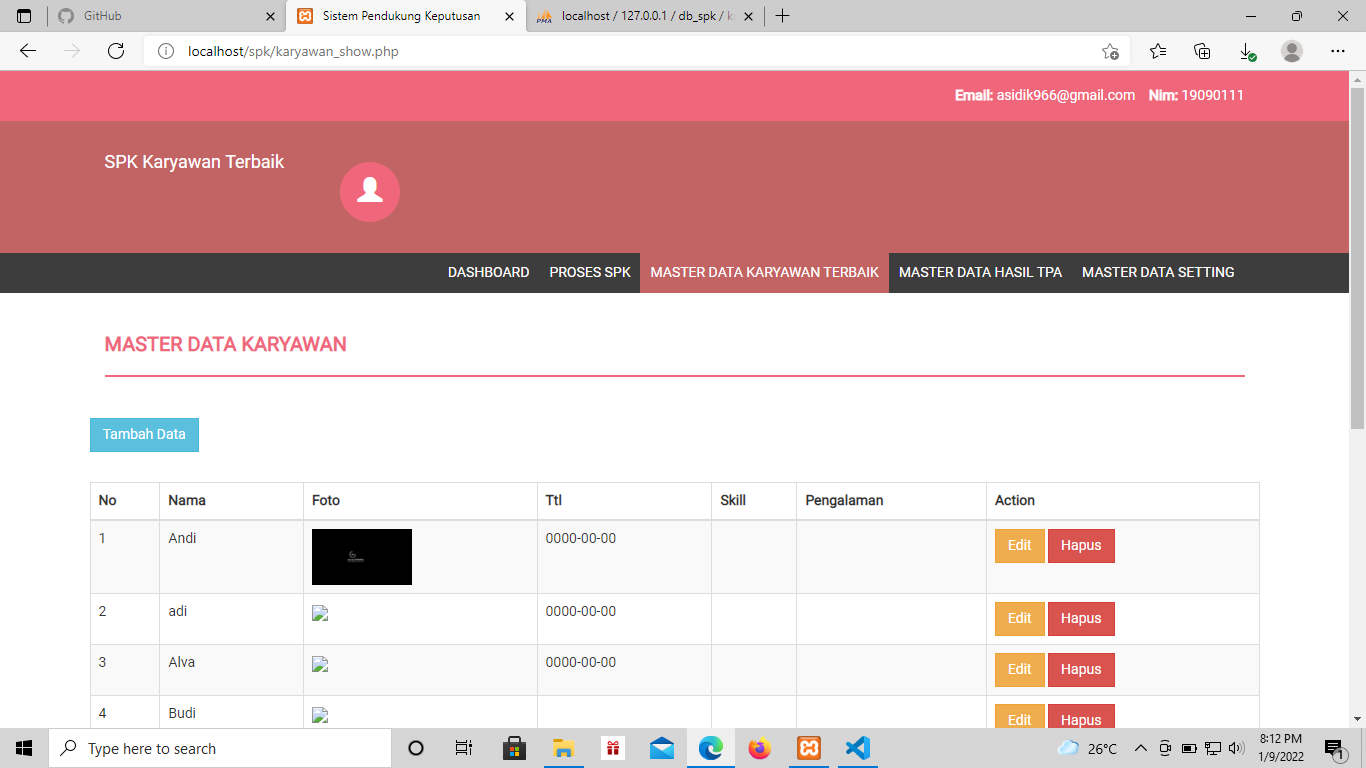 GitHub
Sistem Pendukung Keputusan
localhost / 127.0.0.1 / db_spk /
localhost/spk/karyawan_show.php
Email: asidik966@gmail.com Nim: 19090111
SPK Karyawan Terbaik
DASHBOARD PROSES SPK MASTER DATA KARYAWAN TERBAIK MASTER DATA HASIL TPA MASTER DATA SETTING
MASTER DATA KARYAWAN
Tambah Data
No Nama Foto Ttl Skill Pengalaman Action
1 Andi 0000-00-00 Edit Hapus
2 adi 0000-00-00 Edit Hapus
3 Alva 0000-00-00 Edit Hapus
4 Budi Edit Hapus
Type here to search
26°C
8:12 PM
1/9/2022
1